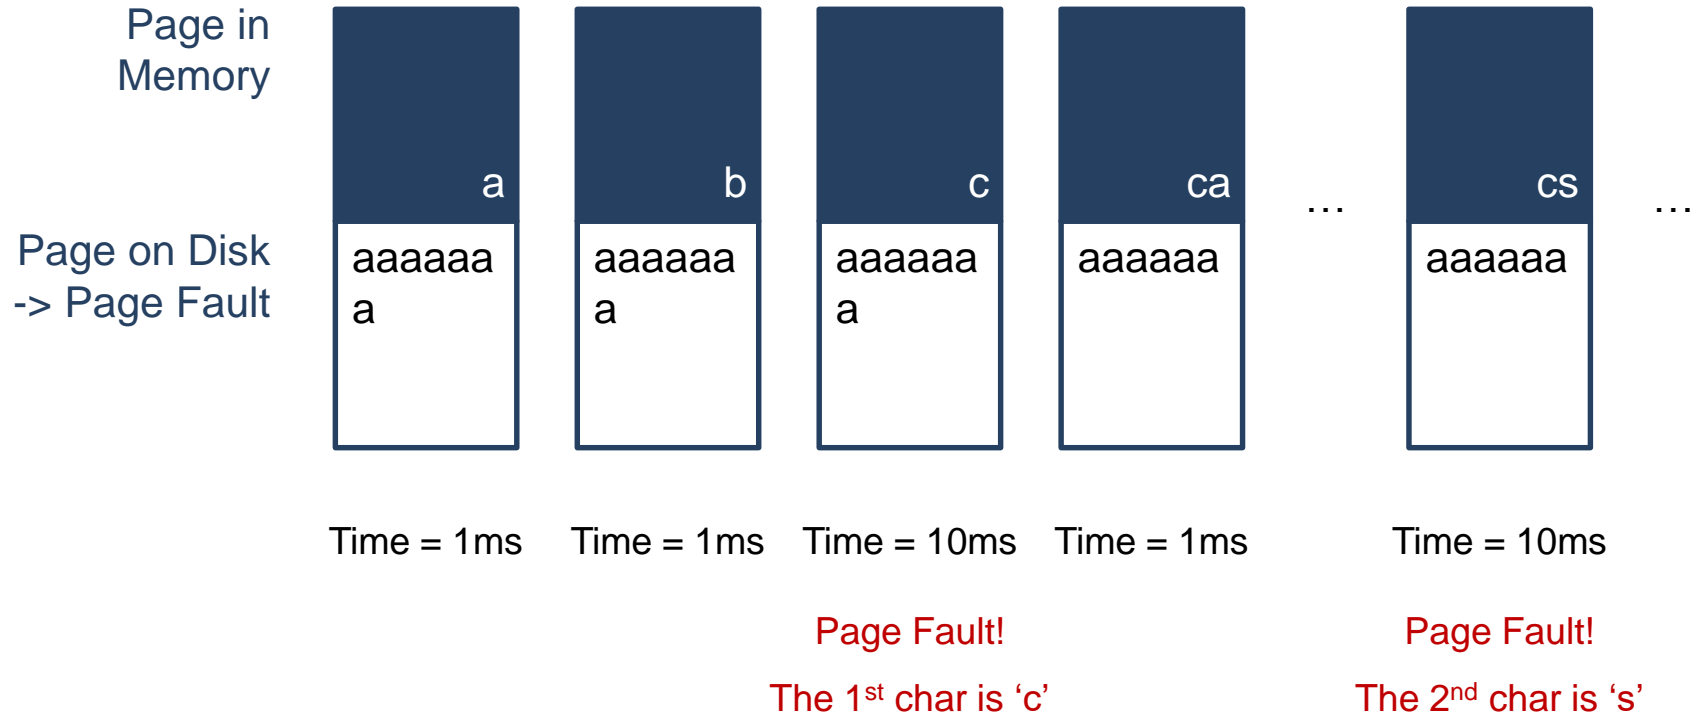 Page in
Memory
a
b
c
ca
cs
...
...
Page on Disk
-> Page Fault
aaaaaa
a
aaaaaa
a
aaaaaa
a
aaaaaa
aaaaaa
Time = 1ms
Time = 1ms
Time = 10ms
Time = 1ms
Time = 10ms
Page Fault!
The 1st char is ‘c’
Page Fault!
The 2nd char is ‘s’